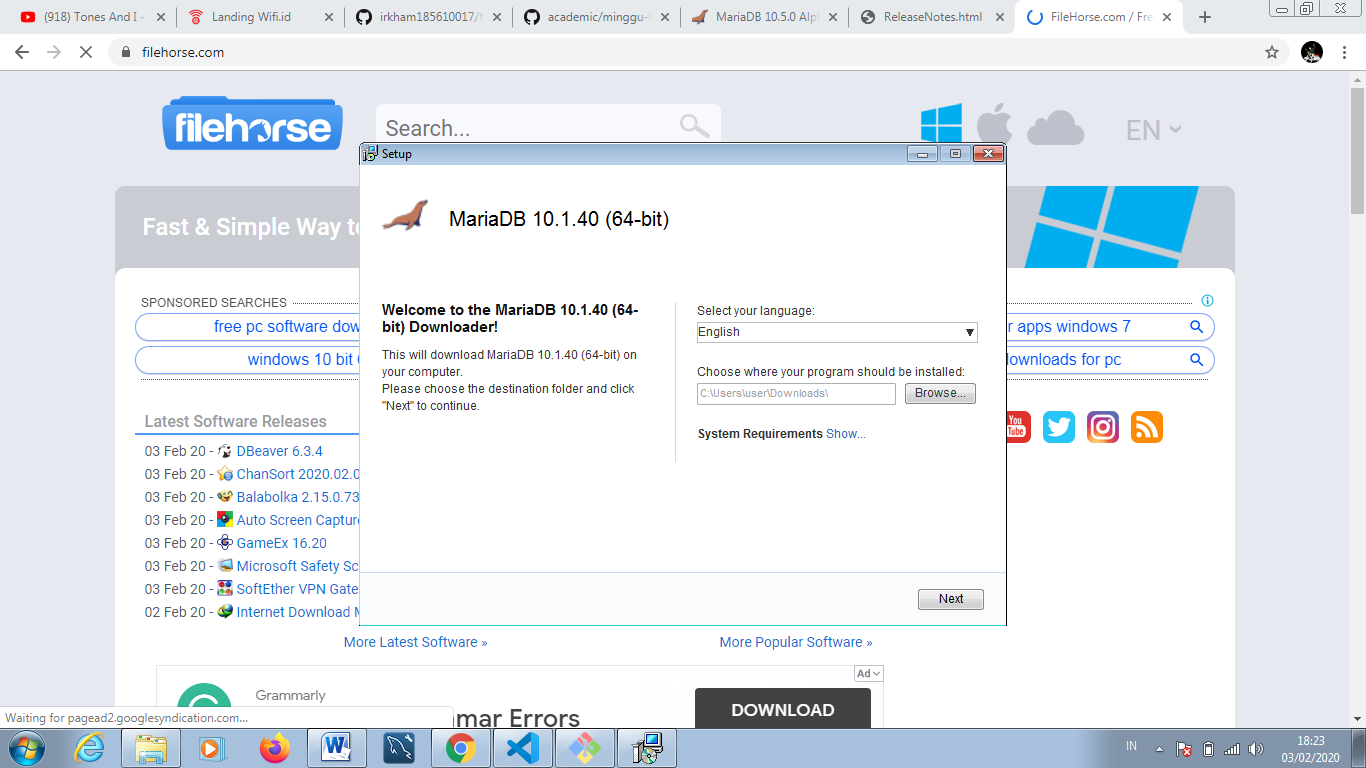 (918) Tones And I -
Landing Wifi.id
irkham185610017/
academic/minggu-
MariaDB 10.5.0 Alp
ReleaseNotes.html
FileHorse.com / Fre
filehorse.com
filehorse
Search...
EN
Setup
MariaDB 10.1.40 (64-bit)
Fast & Simple Way to
SPONSORED SEARCHES
free pc software dow
r apps windows 7
windows 10 bit
ownloads for pc
Welcome to the MariaDB 10.1.40 (64-
bit) Downloader!
This will download MariaDB 10.1.40 (64-bit) on
your computer.
Please choose the destination folder and click
"Next" to continue.
Select your language:
English
Choose where your program should be installed:
C:\Users\user\Downloads\
Browse...
System Requirements Show...
Next
Latest Software Releases
03 Feb 20 - DBeaver 6.3.4
03 Feb 20 - ChanSort 2020.02.0
03 Feb 20 - Balabolka 2.15.0.73
03 Feb 20 - Auto Screen Capture
03 Feb 20 - GameEx 16.20
03 Feb 20 - Microsoft Safety Sc
03 Feb 20 - SoftEther VPN Gate
02 Feb 20 - Internet Download M
You
Tube
More Latest Software »
More Popular Software »
Ad
Grammarly
mar Errors
DOWNLOAD
Waiting for pagead2.googlesyndication.com...
IN
18:23
03/02/2020